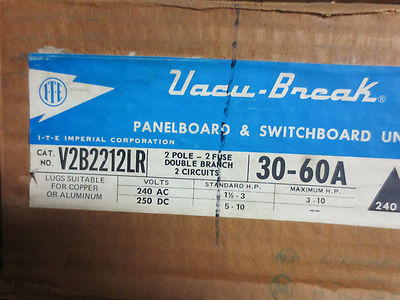 Vacu-Break®
I-T-E
PANELBOARD & SWITCHBOARD UN
I-T-E IMPERIAL CORPORATION
CAT. NO. V2B2212LR
2 POLE - 2 FUSE
DOUBLE BRANCH
2 CIRCUITS
30-60A
LUGS SUITABLE
FOR COPPER
OR ALUMINUM
VOLTS STANDARD H.P. MAXIMUM H.P.
240 AC 1½ - 3 3 - 10
250 DC 5 - 10 --
240